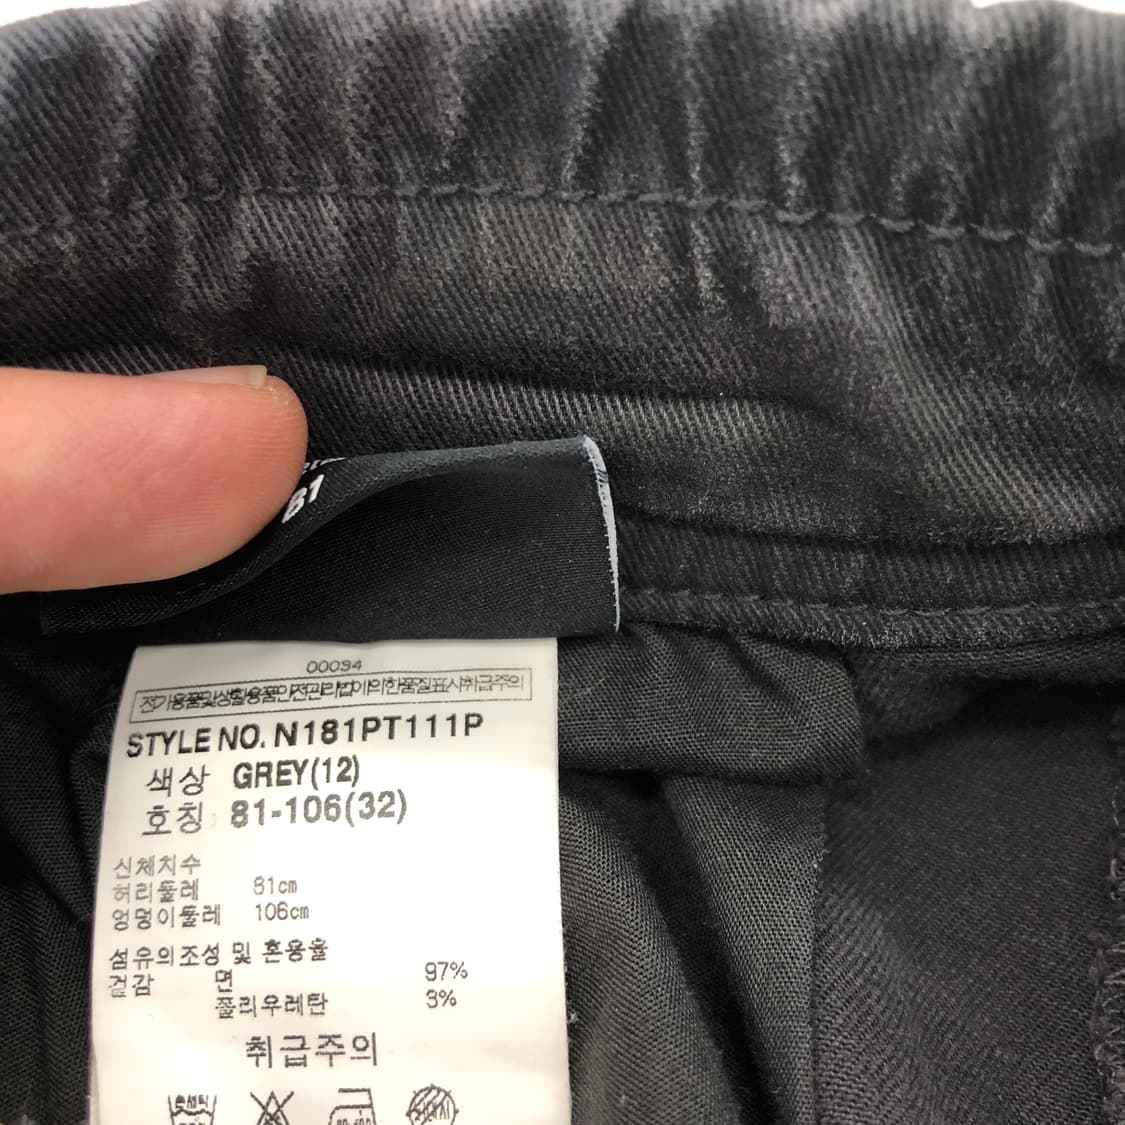 81
00094
전기용품및생활용품안전관리법에의한품질표시취급주의
STYLE NO. N181PT111P
색상 GREY(12)
호칭 81-106(32)
신체치수
허리둘레 81cm
엉덩이둘레 106cm
섬유의조성 및 혼용율
겉감 면 97%
폴리우레탄 3%
취급주의